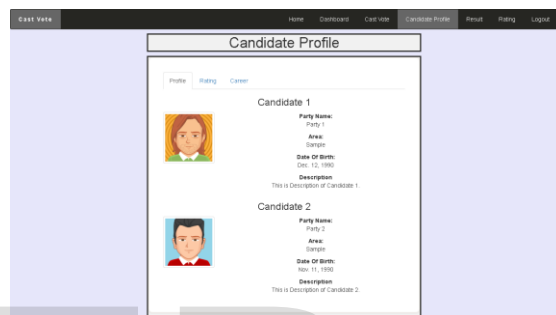 Cast Vote
Home Dashboard Cast Vote Candidate Profile Result Rating Logout
Candidate Profile
Profile Rating Career
Candidate 1
Party Name:
Party 1
Area:
Sample
Date Of Birth:
Dec. 12, 1990
Description
This is Description of Candidate 1.
Candidate 2
Party Name:
Party 2
Area:
Sample
Date Of Birth:
Nov. 11, 1990
Description
This is Description of Candidate 2.